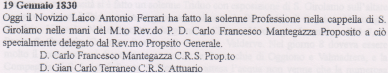 19 Gennaio 1830
Oggi il Novizio Laico Antonio Ferrari ha fatto la solenne Professione nella cappella di S.
Girolamo nelle mani del M.to Rev.do P. D. Carlo Francesco Mantegazza Proposito a ciò
specialmente delegato dal Rev.mo Propsito Generale.
D. Carlo Francesco Mantegazza C.R.S. Prop.to
D. Gian Carlo Terraneo C.R.S. Attuario